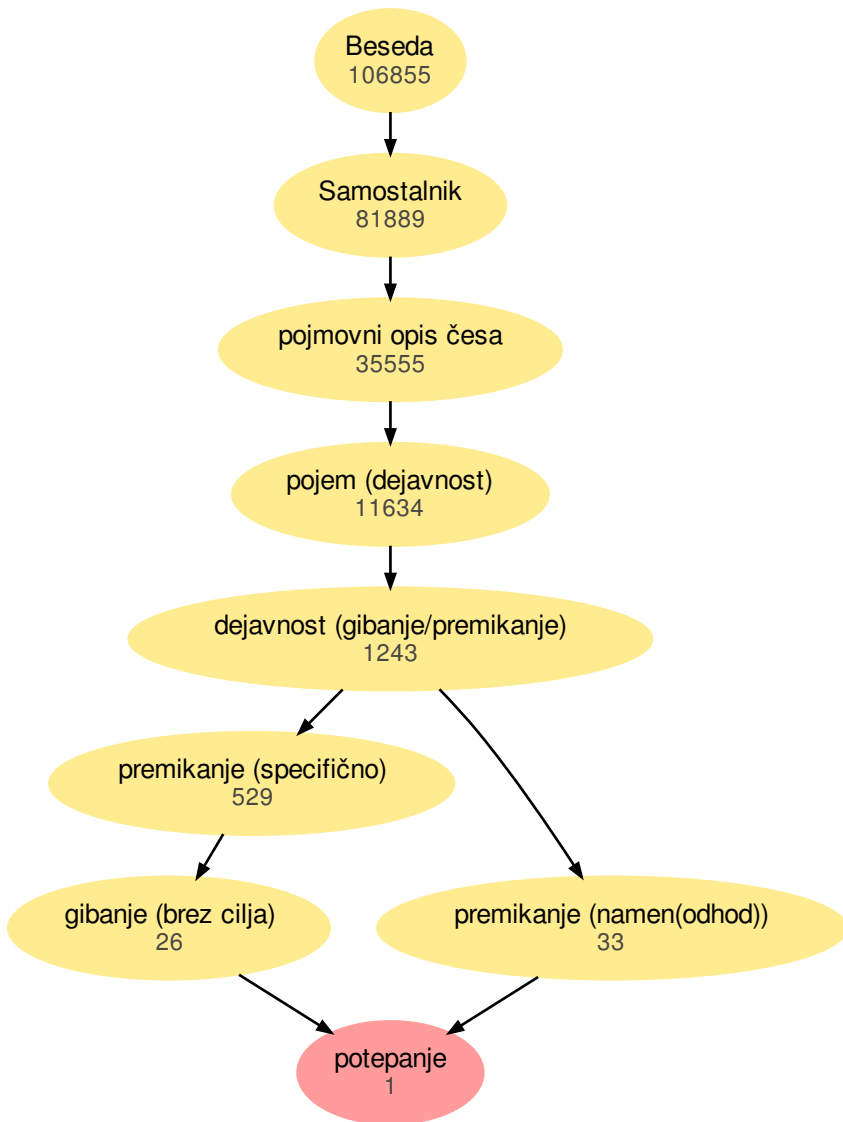 Beseda
106855
Samostalnik
81889
pojmovni opis česa
35555
pojem (dejavnost)
11634
dejavnost (gibanje/premikanje)
1243
premikanje (specifično)
529
gibanje (brez cilja)
26
premikanje (namen(odhod))
33
potepanje
1